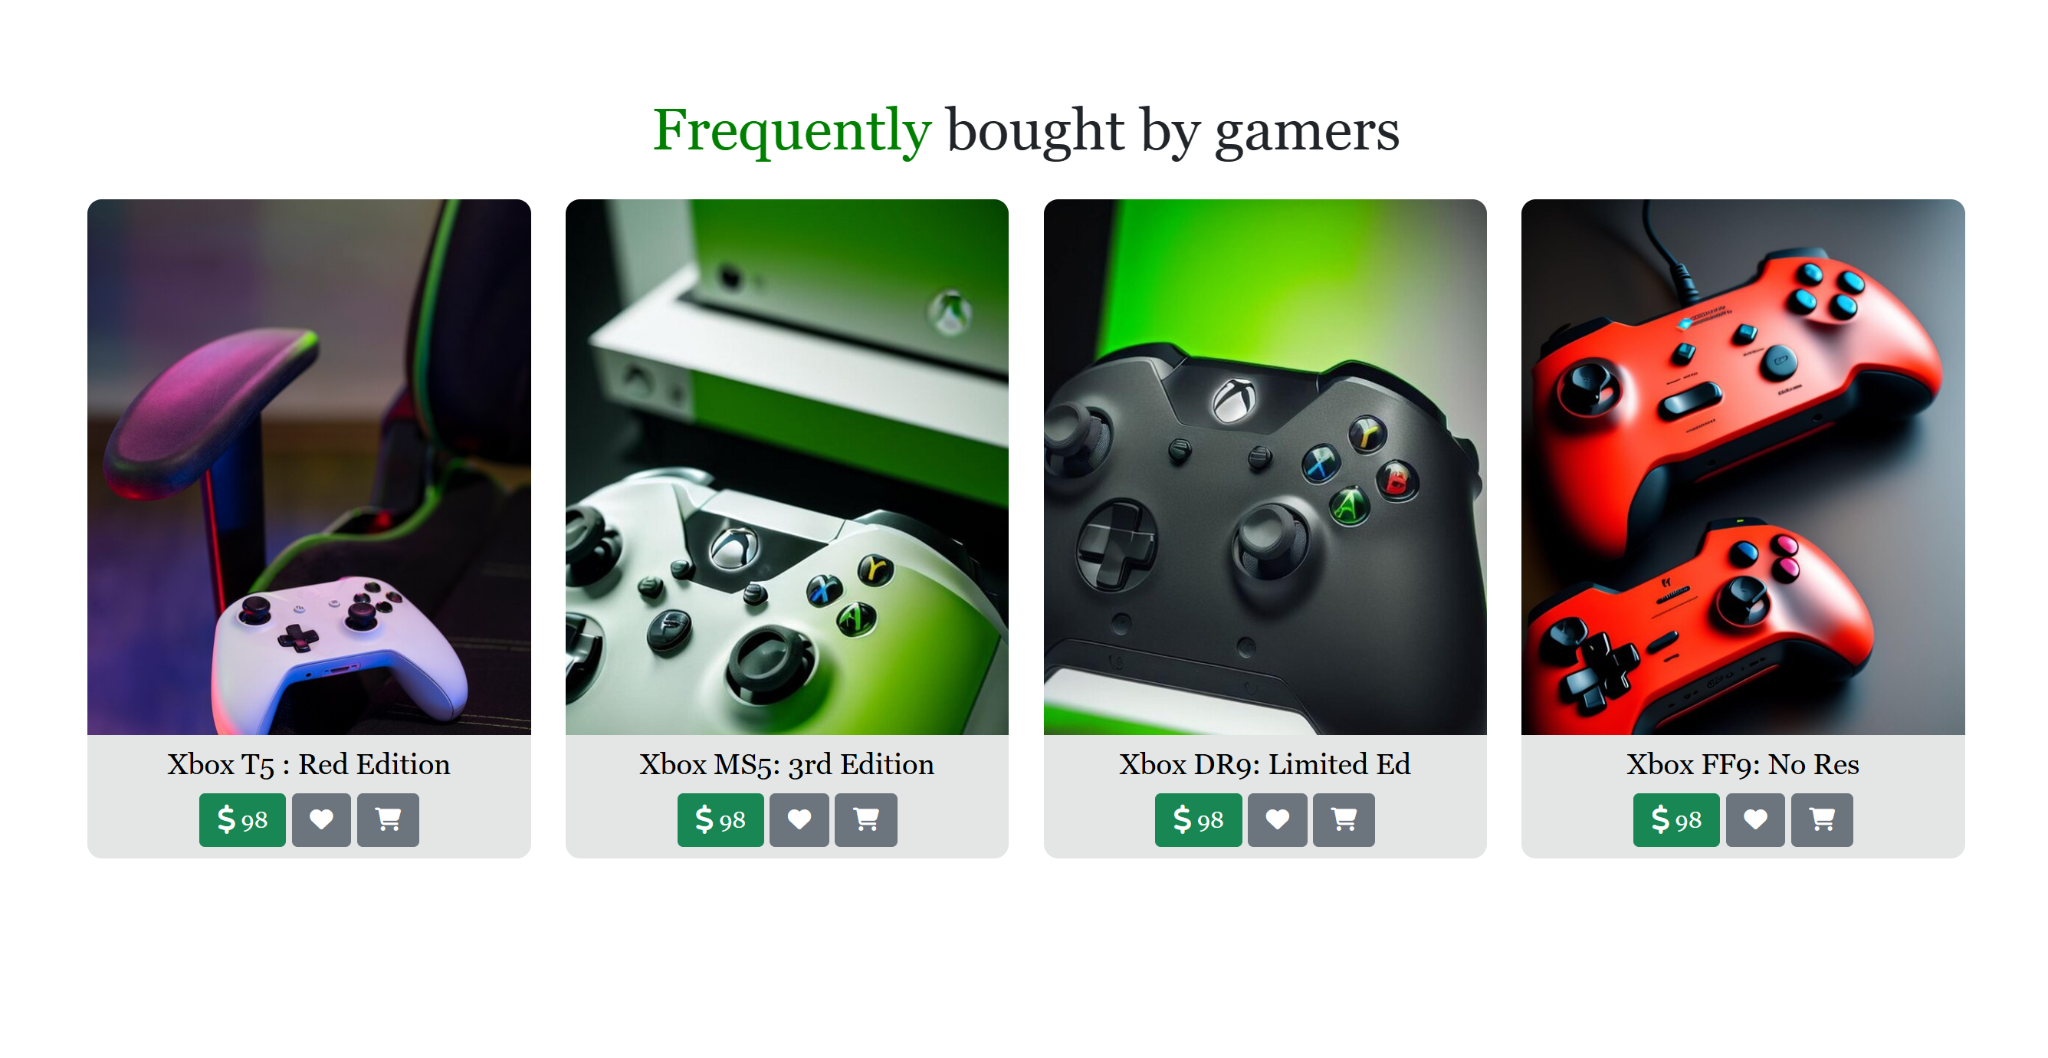 Frequently bought by gamers
Xbox T5 : Red Edition
$ 98
Xbox MS5: 3rd Edition
$ 98
Y
X
A
Xbox DR9: Limited Ed
$ 98
Y
X
B
A
Xbox FF9: No Res
$ 98